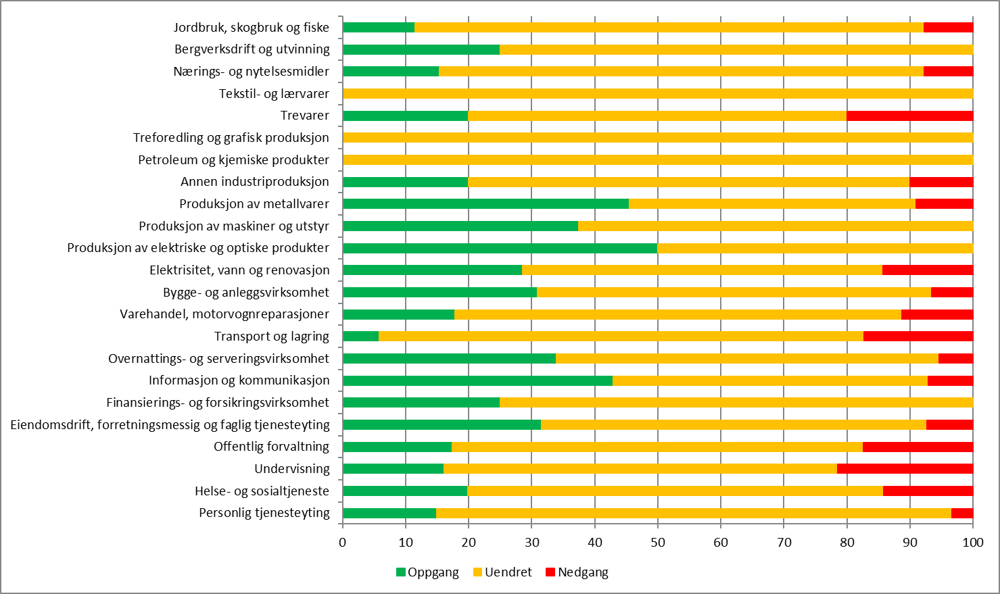 Jordbruk, skogbruk og fiske
Bergverksdrift og utvinning
Nærings- og nytelsesmidler
Tekstil- og lærvarer
Trevarer
Treforedling og grafisk produksjon
Petroleum og kjemiske produkter
Annen industriproduksjon
Produksjon av metallvarer
Produksjon av maskiner og utstyr
Produksjon av elektriske og optiske produkter
Elektrisitet, vann og renovasjon
Bygge- og anleggsvirksomhet
Varehandel, motorvognreparasjoner
Transport og lagring
Overnattings- og serveringsvirksomhet
Informasjon og kommunikasjon
Finansierings- og forsikringsvirksomhet
Eiendomsdrift, forretningsmessig og faglig tjenesteyting
Offentlig forvaltning
Undervisning
Helse- og sosialtjeneste
Personlig tjenesteyting
0 10 20 30 40 50 60 70 80 90 100
Oppgang Uendret Nedgang